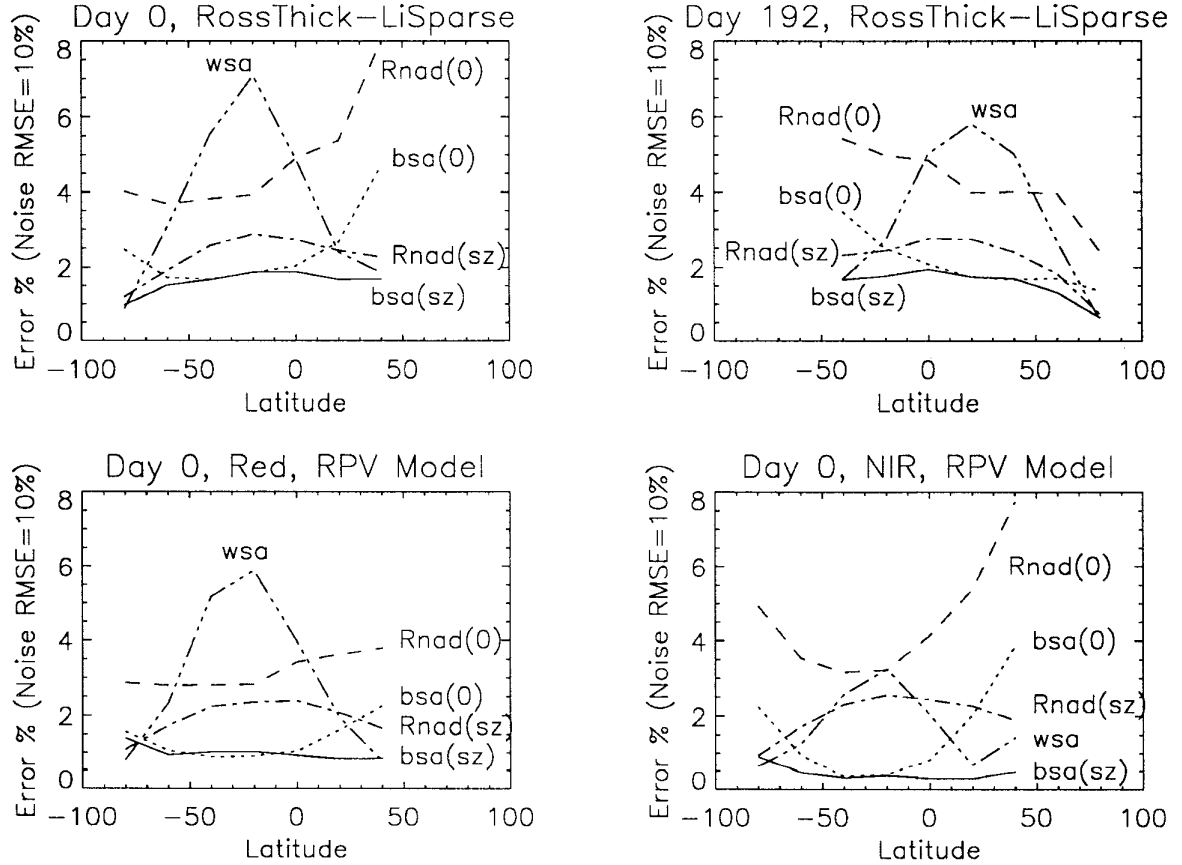 Day 0, RossThick-LiSparse
Error % (Noise RMSE=10%)
8
6
4
2
0
wsa
Rnad(0)
bsa(0)
Rnad(sz)
bsa(sz)
-100 -50 0 50 100
Latitude
Day 192, RossThick-LiSparse
Error % (Noise RMSE=10%)
8
6
4
2
0
Rnad(0)
wsa
bsa(0)
Rnad(sz)
bsa(sz)
-100 -50 0 50 100
Latitude
Day 0, Red, RPV Model
Error % (Noise RMSE=10%)
8
6
4
2
0
wsa
Rnad(0)
bsa(0)
Rnad(sz)
bsa(sz)
-100 -50 0 50 100
Latitude
Day 0, NIR, RPV Model
Error % (Noise RMSE=10%)
8
6
4
2
0
Rnad(0)
bsa(0)
Rnad(sz)
wsa
bsa(sz)
-100 -50 0 50 100
Latitude